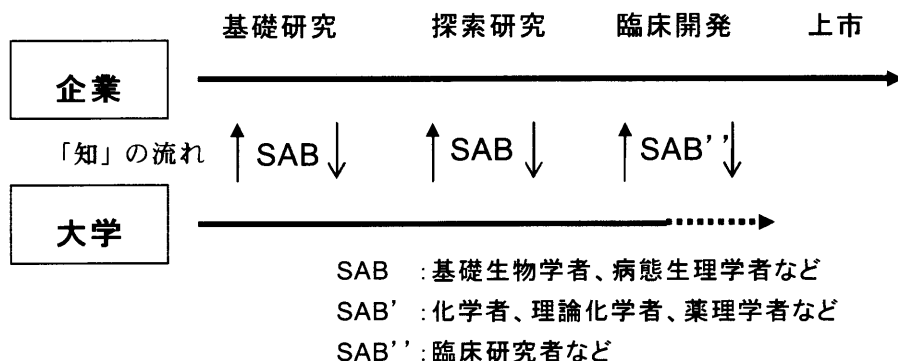 基礎研究 探索研究 臨床開発 上市
企業
「知」の流れ SAB SAB SAB''
大学
SAB :基礎生物学者、病態生理学者など
SAB' :化学者、理論化学者、薬理学者など
SAB'' :臨床研究者など